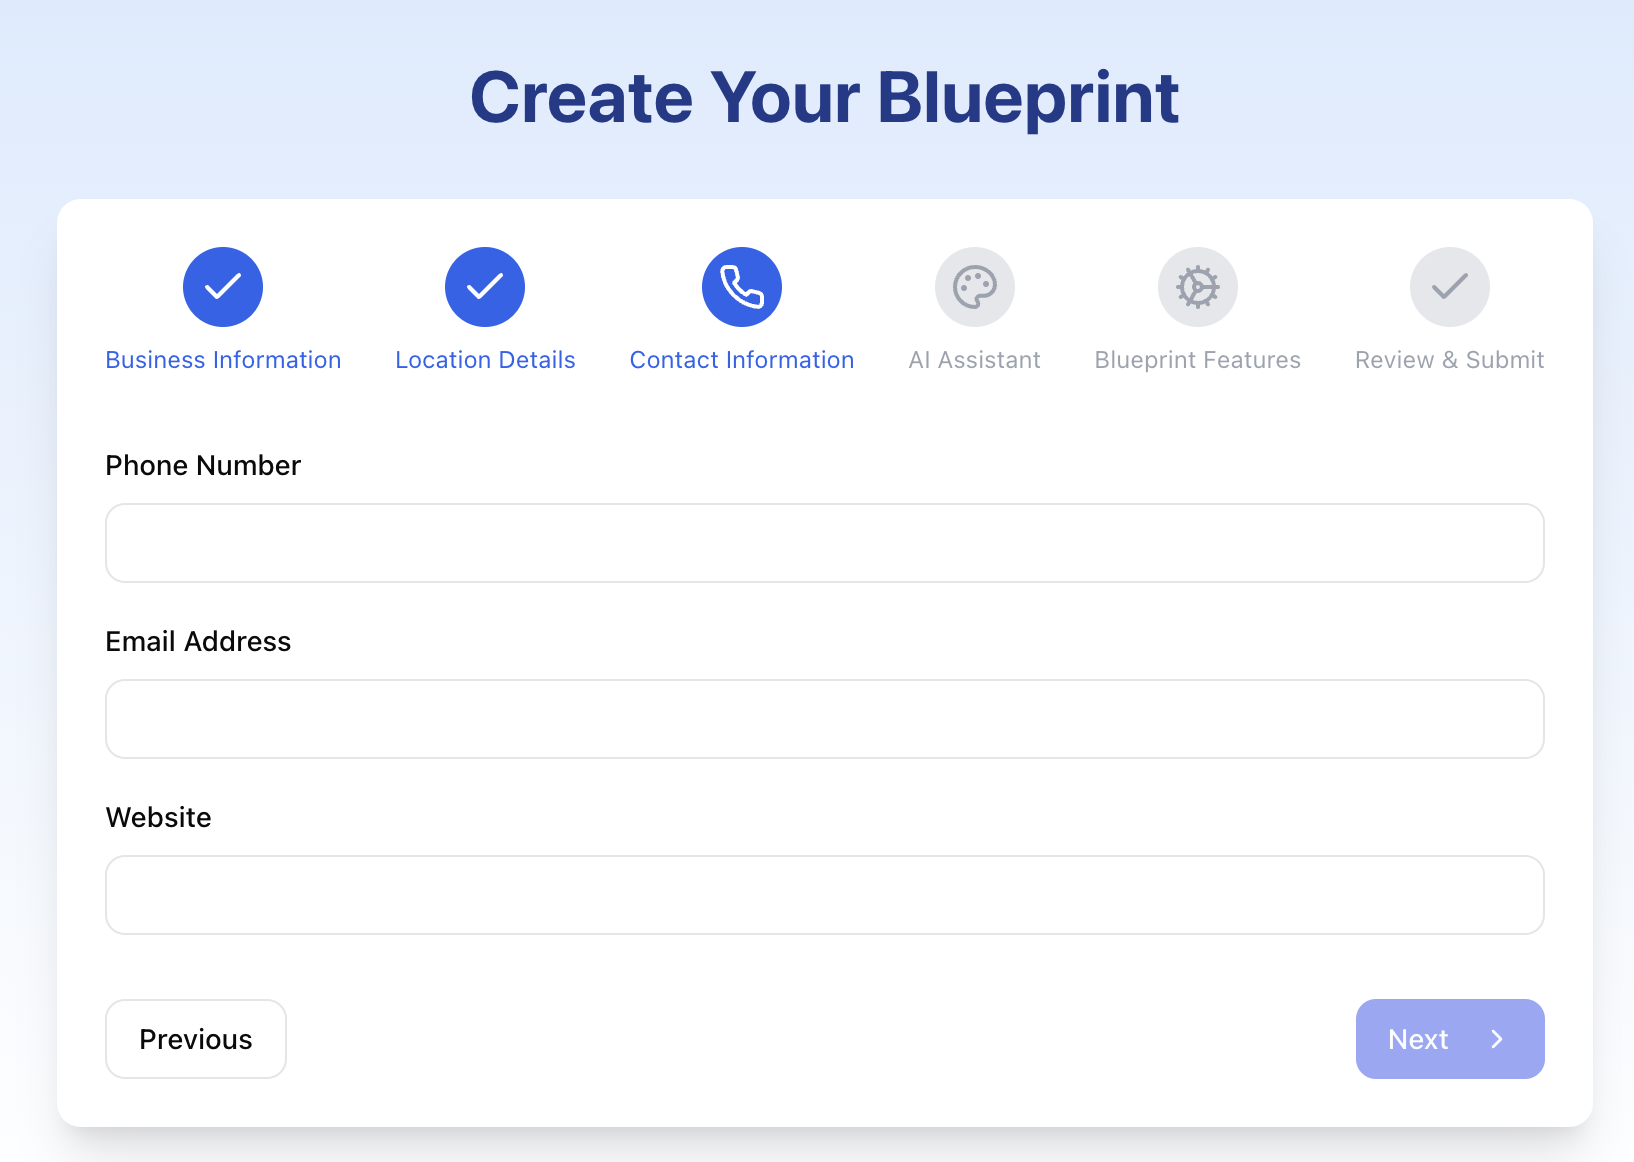 Create Your Blueprint
Business Information
Location Details
Contact Information
AI Assistant
Blueprint Features
Review & Submit
Phone Number
Email Address
Website
Previous
Next